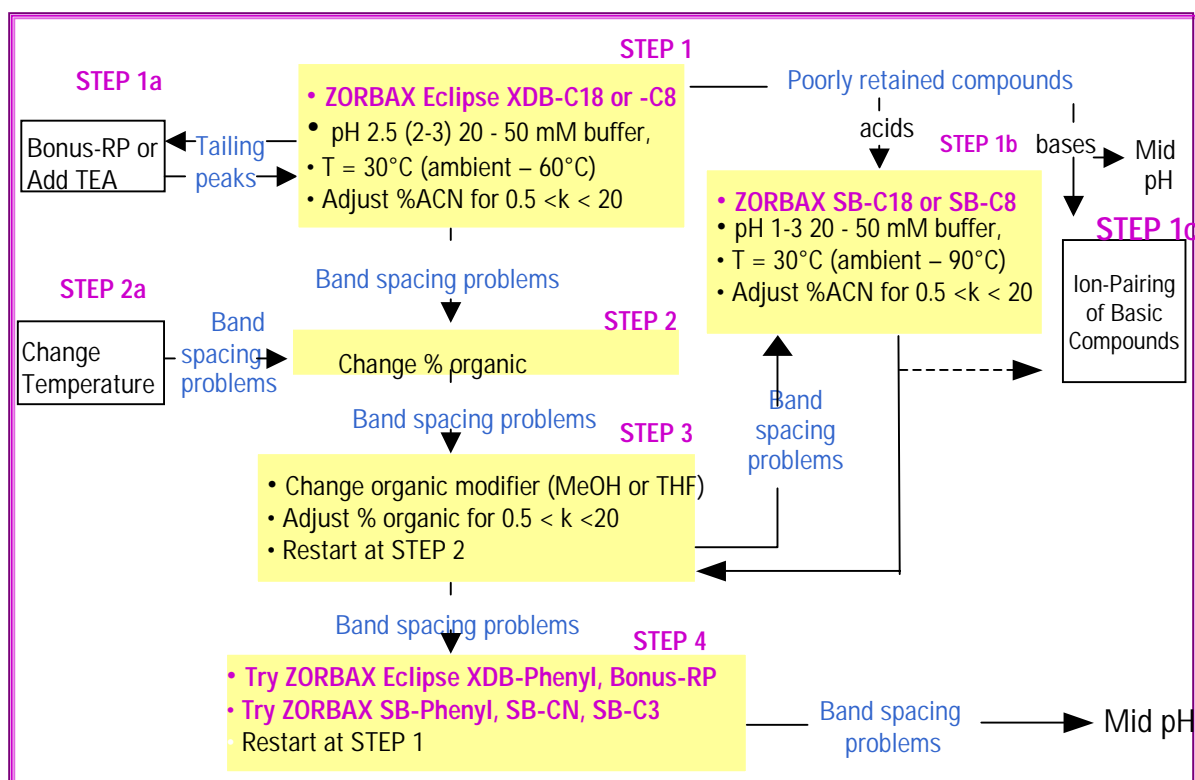 STEP 1
STEP 1a
• ZORBAX Eclipse XDB-C18 or -C8
• pH 2.5 (2-3) 20 - 50 mM buffer,
• T = 30°C (ambient – 60°C)
• Adjust %ACN for 0.5 <k < 20
Bonus-RP or
Add TEA
Tailing
peaks
Poorly retained compounds
acids
bases
Mid
pH
STEP 1b
• ZORBAX SB-C18 or SB-C8
• pH 1-3 20 - 50 mM buffer,
• T = 30°C (ambient – 90°C)
• Adjust %ACN for 0.5 <k < 20
STEP 1c
Ion-Pairing
of Basic
Compounds
Band spacing problems
STEP 2a
Change
Temperature
Band
spacing
problems
STEP 2
Change % organic
Band spacing problems
STEP 3
• Change organic modifier (MeOH or THF)
• Adjust % organic for 0.5 < k <20
• Restart at STEP 2
Band
spacing
problems
Band spacing problems
STEP 4
• Try ZORBAX Eclipse XDB-Phenyl, Bonus-RP
• Try ZORBAX SB-Phenyl, SB-CN, SB-C3
• Restart at STEP 1
Band spacing
problems
Mid pH